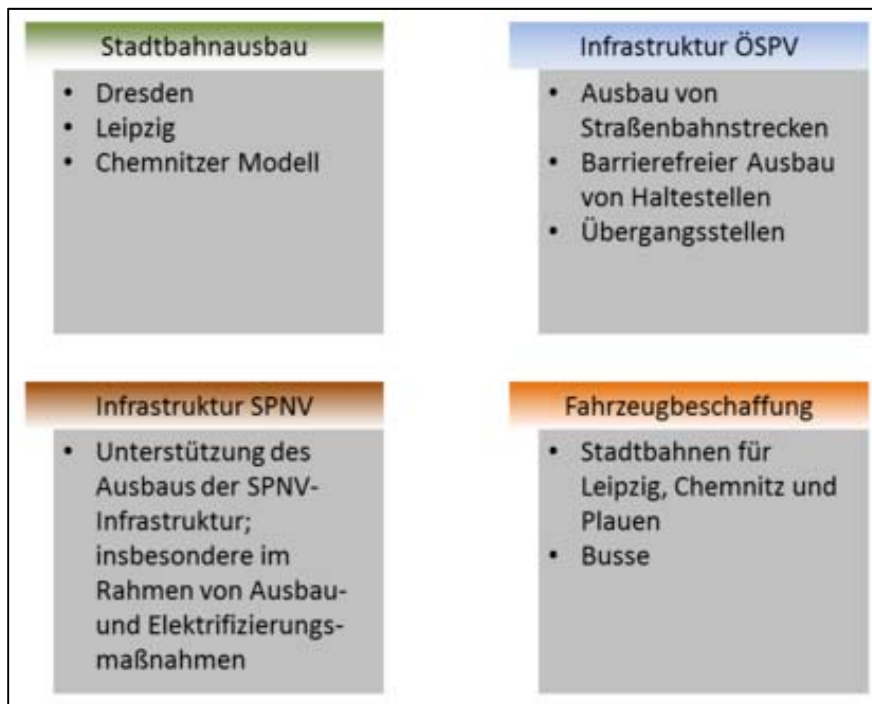 Stadtbahnausbau
• Dresden
• Leipzig
• Chemnitzer Modell
Infrastruktur ÖSPV
• Ausbau von
Straßenbahnstrecken
• Barrierefreier Ausbau
von Haltestellen
• Übergangsstellen
Infrastruktur SPNV
• Unterstützung des
Ausbaus der SPNV-
Infrastruktur;
insbesondere im
Rahmen von Ausbau-
und Elektrifizierungs-
maßnahmen
Fahrzeugbeschaffung
• Stadtbahnen für
Leipzig, Chemnitz und
Plauen
• Busse